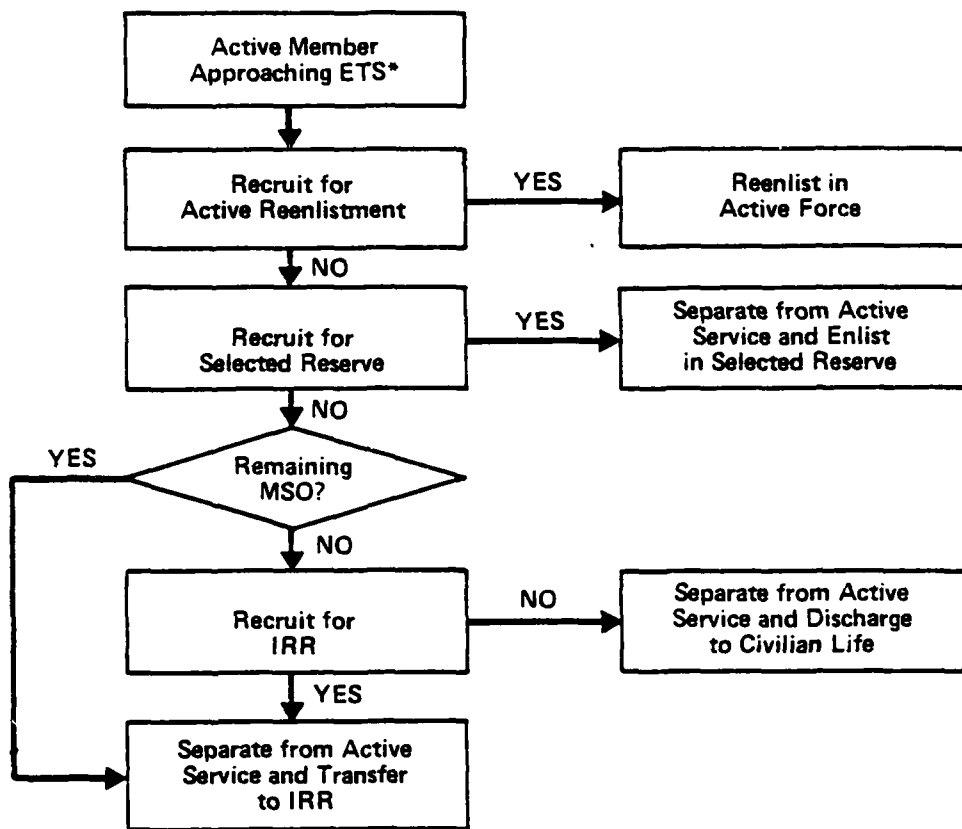 Active Member
Approaching ETS*
Recruit for
Active Reenlistment
YES
Reenlist in
Active Force
NO
Recruit for
Selected Reserve
YES
Separate from Active
Service and Enlist
in Selected Reserve
NO
YES
Remaining
MSO?
NO
Recruit for
IRR
NO
Separate from Active
Service and Discharge
to Civilian Life
YES
Separate from Active
Service and Transfer
to IRR